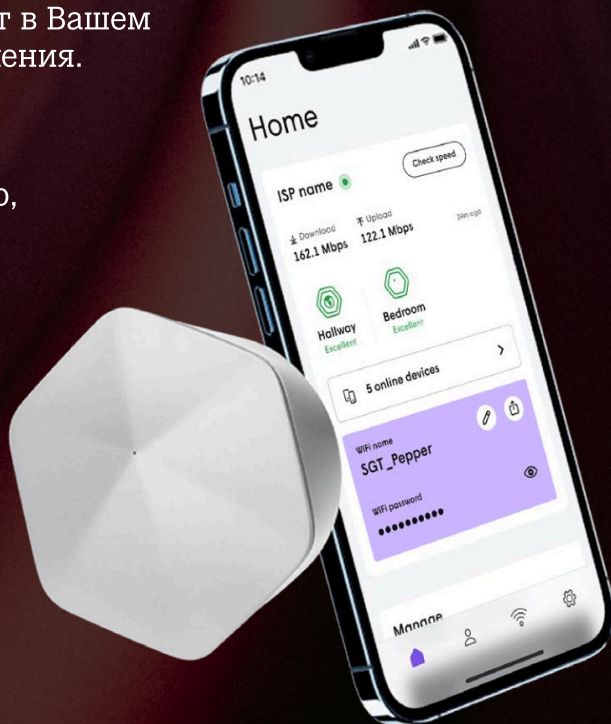 в Вашем
10:14
Home
ISP name
Check speed
Download
Upload
24m ago
162.1 Mbps
122.1 Mbps
Hallway
Bedroom
Excellent
Excellent
5 online devices
WiFi name
SGT_Pepper
WiFi password
••••••••••
Manage